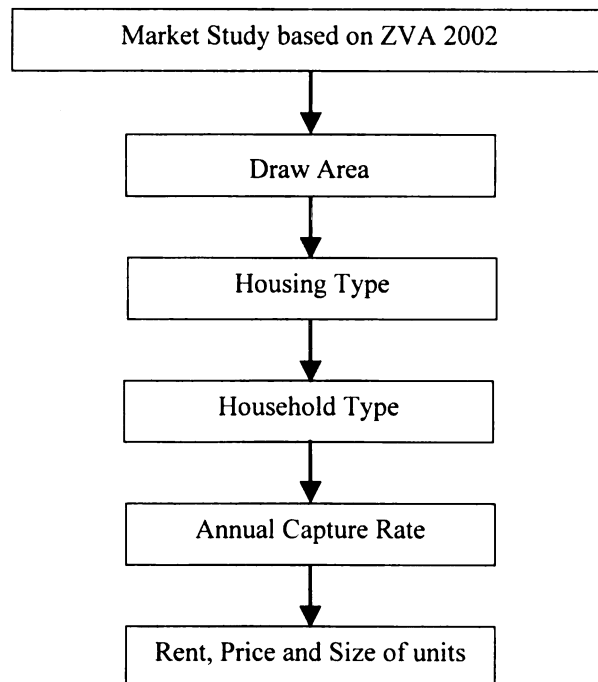 Market Study based on ZVA 2002
Draw Area
Housing Type
Household Type
Annual Capture Rate
Rent, Price and Size of units